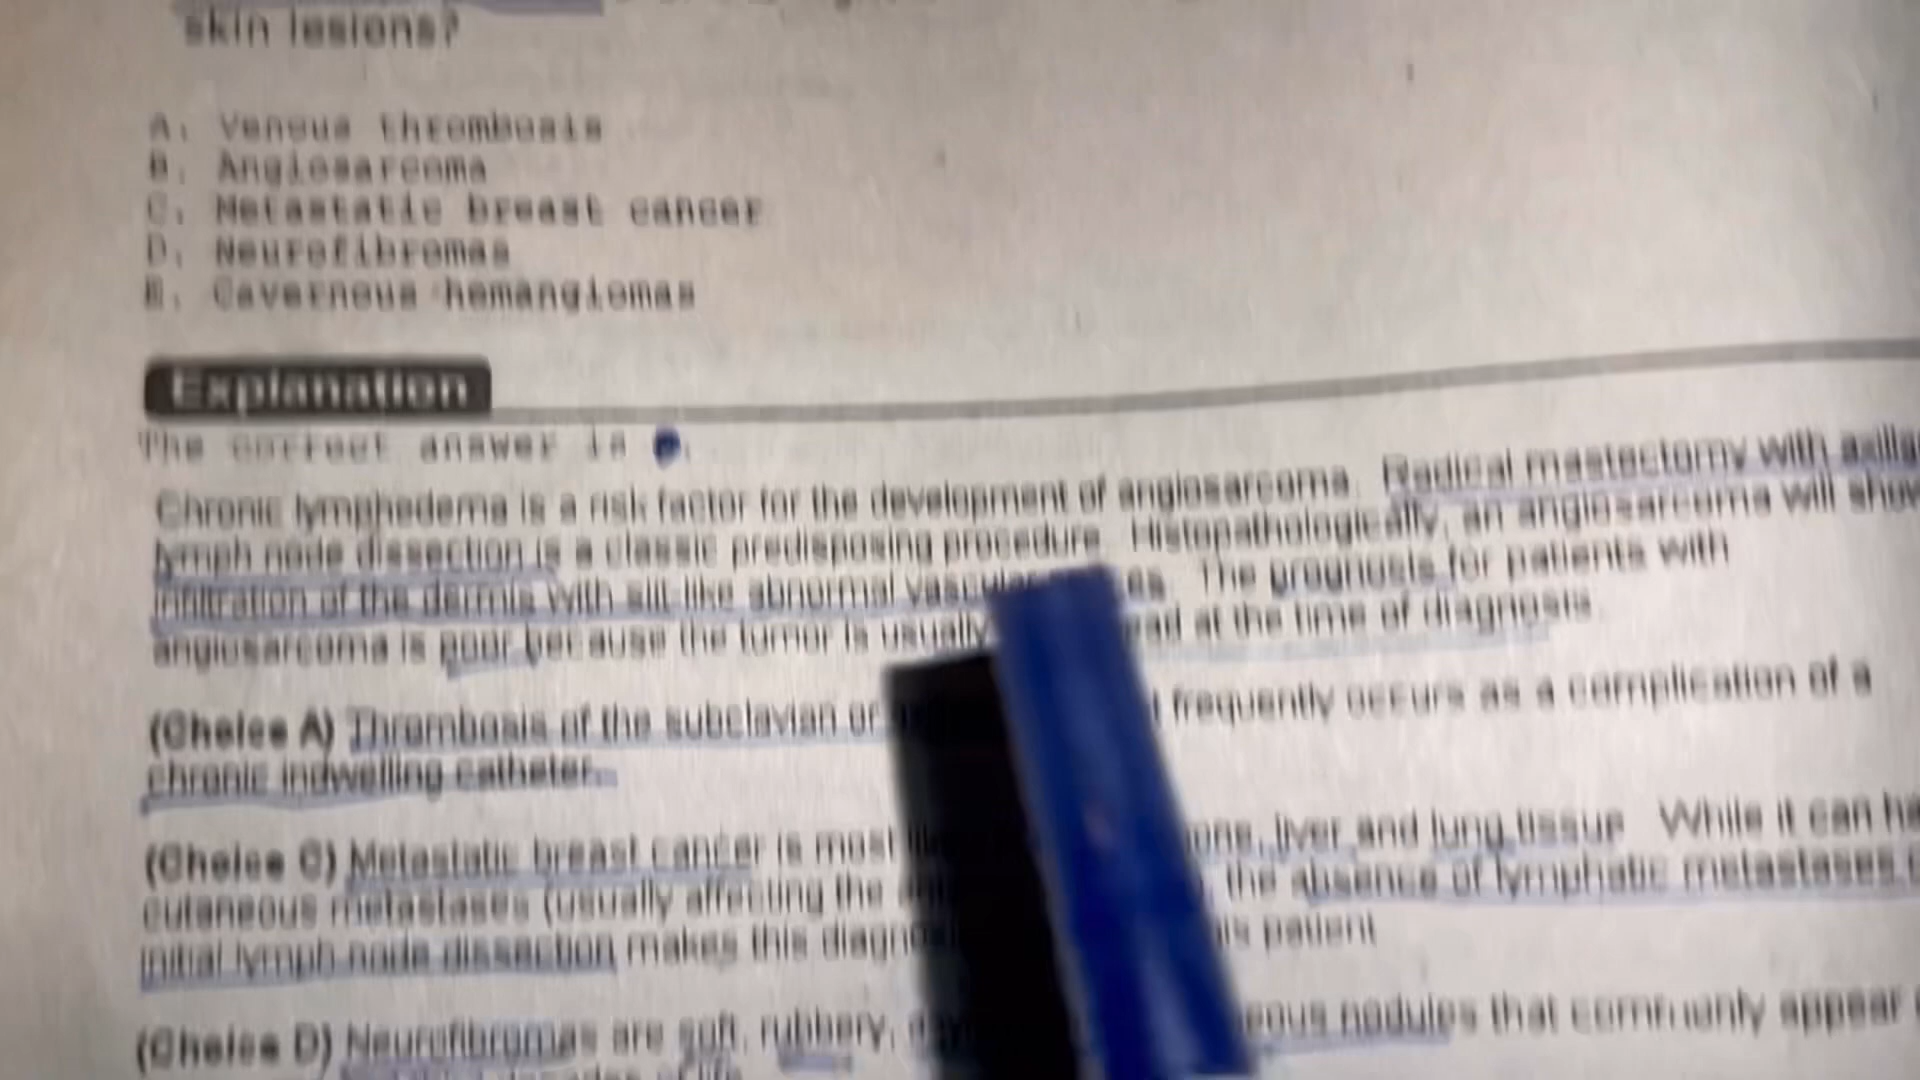 skin lesions?
A. Venous thrombosis
B. Angiosarcoma
C. Metastatic breast cancer
D. Neurofibromas
E. Cavernous hemangiomas
Explanation
The correct answer is
Chronic lymphedema is a risk factor for the development of angiosarcoma. Radical mastectomy with
lymph node dissection is a classic predisposing procedure. Histopathologically, an angiosarcoma will
infiltration of the dermis with slit-like abnormal The prognosis for patients with
angiosarcoma is poor because the tumor is usually at the time of diagnosis.
(Choice A) Thrombosis of the subclavian or frequently occurs as a complication of a
chronic indwelling catheter.
(Choice C) Metastatic breast cancer is most liver and lung tissue. While it can
cutaneous metastases (usually affecting the the absence of lymphatic metastases
initial lymph node dissection makes this patient
(Choice D) Neurofibromas are soft, rubbery, nodules that commonly appear
of life